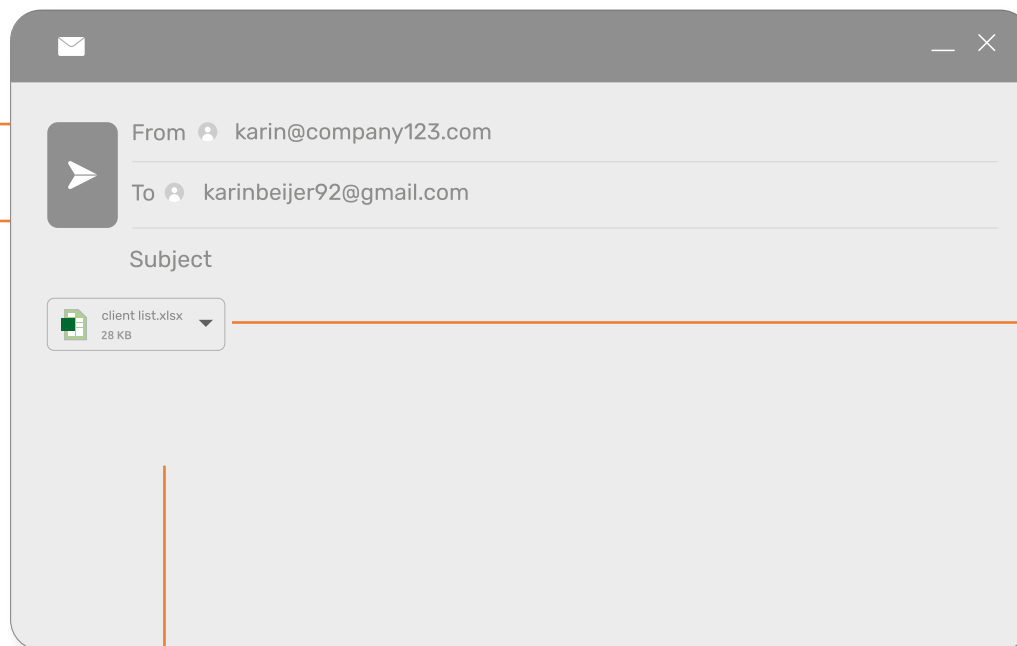 From karin@company123.com
To karinbeijer92@gmail.com
Subject
client list.xlsx
28 KB